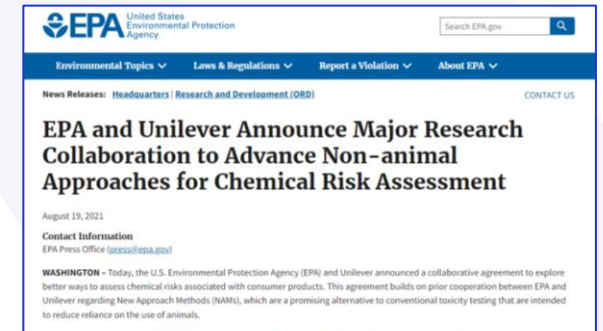 EPA
United States
Environmental Protection
Agency
Search EPA.gov
Environmental Topics
Laws & Regulations
Report a Violation
About EPA
News Releases: Headquarters | Research and Development (ORD)
CONTACT US
EPA and Unilever Announce Major Research
Collaboration to Advance Non-animal
Approaches for Chemical Risk Assessment
August 19, 2021
Contact Information
EPA Press Office (press@epa.gov)
WASHINGTON – Today, the U.S. Environmental Protection Agency (EPA) and Unilever announced a collaborative agreement to explore
better ways to assess chemical risks associated with consumer products. This agreement builds on prior cooperation between EPA and
Unilever regarding New Approach Methods (NAMs), which are a promising alternative to conventional toxicity testing that are intended
to reduce reliance on the use of animals.